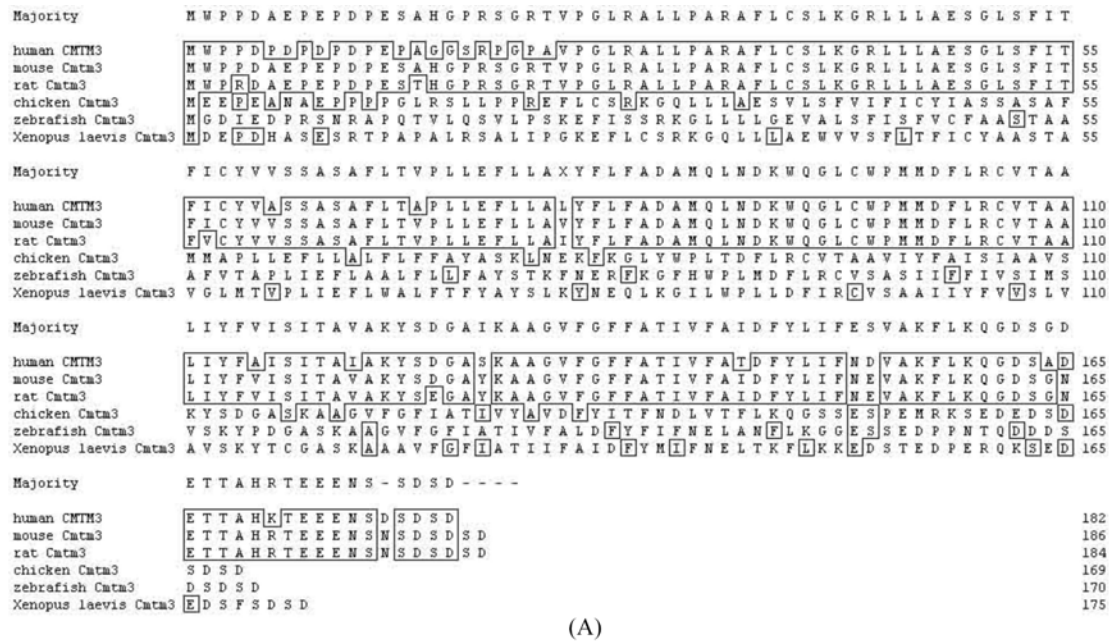 Majority M W P P D A E P E P D P E S A H G P R S G R T V P G L R A L L P A R A F L C S L K G R L L L A E S G L S F I T
human CMTM3 M W P P D P D P D P D P E P A G G S R P G P A V P G L R A L L P A R A F L C S L K G R L L L A E S G L S F I T 55
mouse Cmtm3 M W P P D A E P E P D P E S A H G P R S G R T V P G L R A L L P A R A F L C S L K G R L L L A E S G L S F I T 55
rat Cmtm3 M W P R D A E P E P D P E S T H G P R S G R T V P G L R A L L P A R A F L C S L K G R L L L A E S G L S F I T 55
chicken Cmtm3 M E E P E A N A E P P P P G L R S L L P P R E F L C S R K G Q L L L A E S V L S F V I F I C Y I A S S A S A F 55
zebrafish Cmtm3 M G D I E D P R S N R A P Q T V L Q S V L P S K E F I S S R K G L L L L G E V A L S F I S F V C F A A S T A 55
Xenopus laevis Cmtm3 M D E P D H A S E S R T P A P A L R S A L I P G K E F L C S R K G Q L L L A E W V V S F L T F I C Y A A S T A 55
Majority F I C Y V V S S A S A F L T V P L L E F L L A X Y F L F A D A M Q L N D K W Q G L C W P M M D F L R C V T A A
human CMTM3 F I C Y V A S S A S A F L T A P L L E F L L A L Y F L F A D A M Q L N D K W Q G L C W P M M D F L R C V T A A 110
mouse Cmtm3 F I C Y V V S S A S A F L T V P L L E F L L A V Y F L F A D A M Q L N D K W Q G L C W P M M D F L R C V T A A 110
rat Cmtm3 F V C Y V V S S A S A F L T V P L L E F L L A I Y F L F A D A M Q L N D K W Q G L C W P M M D F L R C V T A A 110
chicken Cmtm3 M M A P L L E F L L A L F L F F A Y A S K L N E K F K G L Y W P L T D F L R C V T A A V I Y F A I S I A A V S 110
zebrafish Cmtm3 A F V T A P L I E F L A A L F L L F A Y S T K F N E R F K G F H W P L M D F L R C V S A S I I F F I V S I M S 110
Xenopus laevis Cmtm3 V G L M T V P L I E F L W A L F T F Y A Y S L K Y N E Q L K G I L W P L L D F I R C V S A A I I Y F V V S L V 110
Majority L I Y F V I S I T A V A K Y S D G A I K A A G V F G F F A T I V F A I D F Y L I F E S V A K F L K Q G D S G D
human CMTM3 L I Y F A I S I T A I A K Y S D G A S K A A G V F G F F A T I V F A T D F Y L I F N D V A K F L K Q G D S A D 165
mouse Cmtm3 L I Y F V I S I T A V A K Y S D G A Y K A A G V F G F F A T I V F A I D F Y L I F N E V A K F L K Q G D S G N 165
rat Cmtm3 L I Y F V I S I T A V A K Y S E G A Y K A A G V F G F F A T I V F A I D F Y L I F N E V A K F L K Q G D S G N 165
chicken Cmtm3 K Y S D G A S K A A G V F G F I A T I V Y A V D F Y I T F N D L V T F L K Q G S S E S P E M R K S E D E D S D 165
zebrafish Cmtm3 V S K Y P D G A S K A A G V F G F I A T I V F A L D F Y F I F N E L A N F L K G G E S S E D P P N T Q D D D S 165
Xenopus laevis Cmtm3 A V S K Y T C G A S K A A A V F G F I A T I I F A I D F Y M I F N E L T K F L K K E D S T E D P E R Q K S E D 165
Majority E T T A H R T E E E N S - S D S D - - - -
human CMTM3 E T T A H K T E E E N S D S D S D 182
mouse Cmtm3 E T T A H R T E E E N S N S D S D S D 186
rat Cmtm3 E T T A H R T E E E N S N S D S D S D 184
chicken Cmtm3 S D S D 169
zebrafish Cmtm3 D S D S D 170
Xenopus laevis Cmtm3 E D S F S D S D 175
(A)